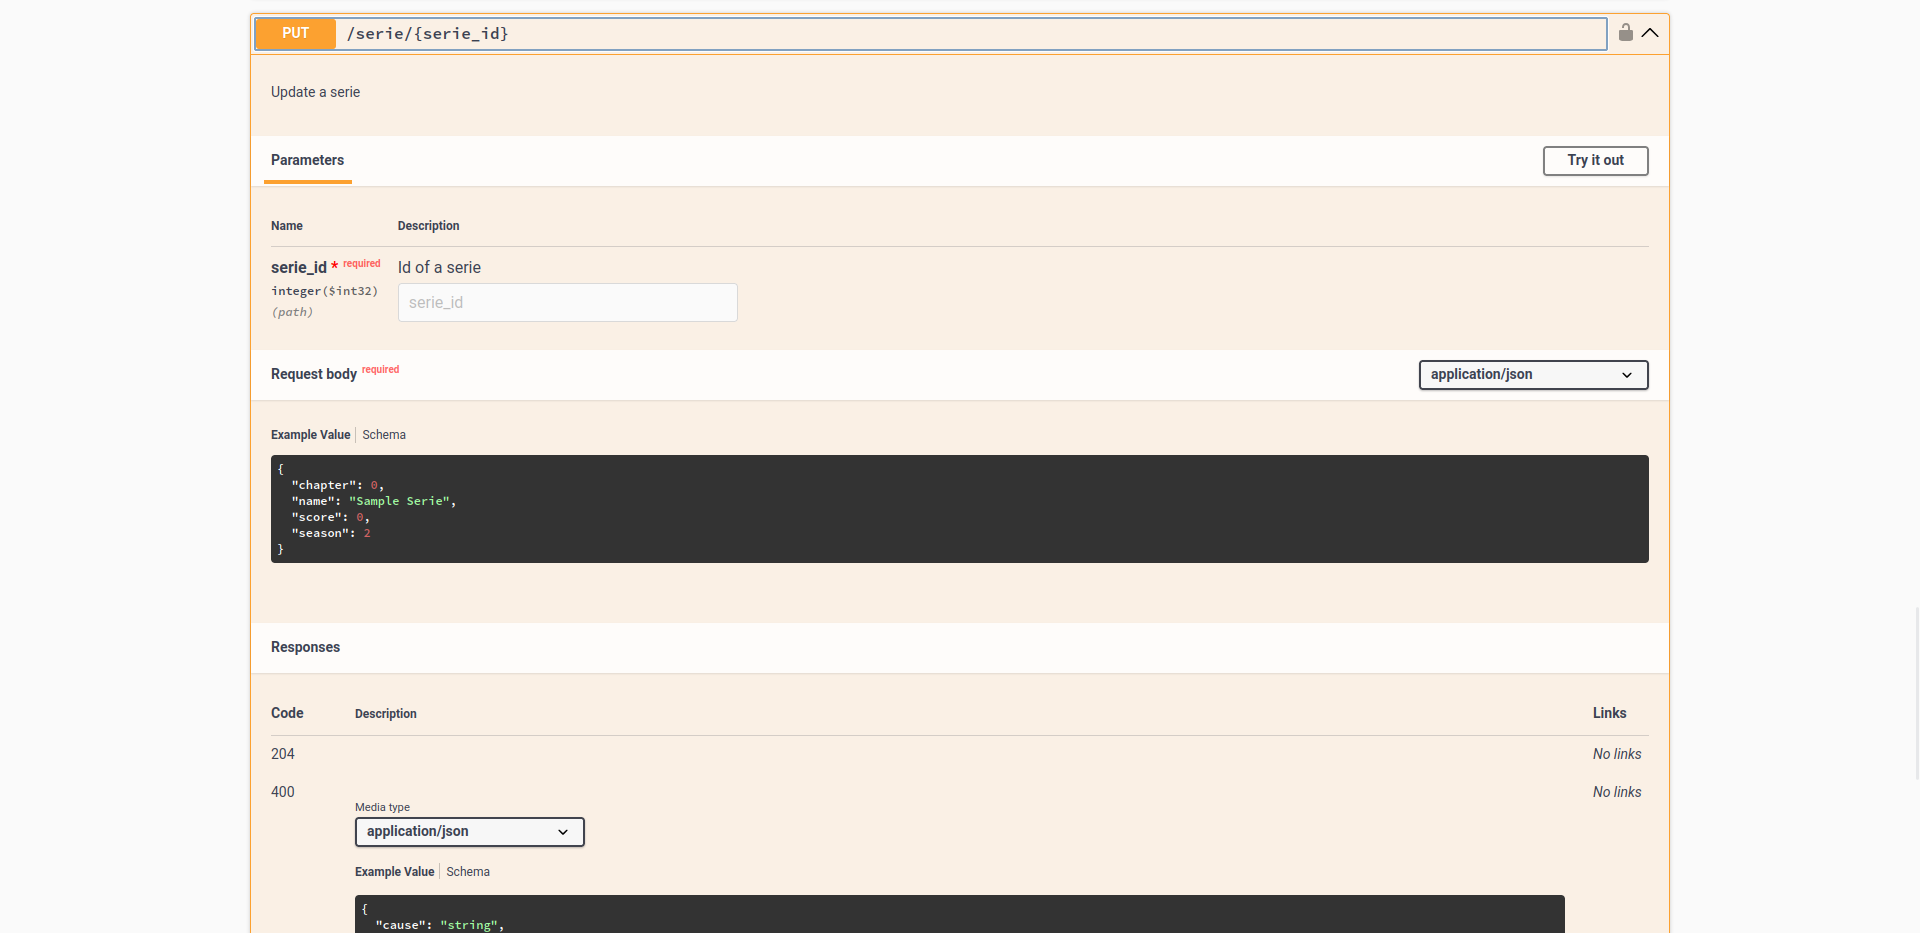 PUT /serie/{serie_id}
Update a serie
Parameters
Try it out
Name Description
serie_id * required Id of a serie
integer($int32)
serie_id
(path)
Request body required
application/json
Example Value Schema
{
"chapter": 0,
"name": "Sample Serie",
"score": 0,
"season": 2
}
Responses
Code Description Links
204 No links
400 No links
Media type
application/json
Example Value Schema
{
"cause": "string",